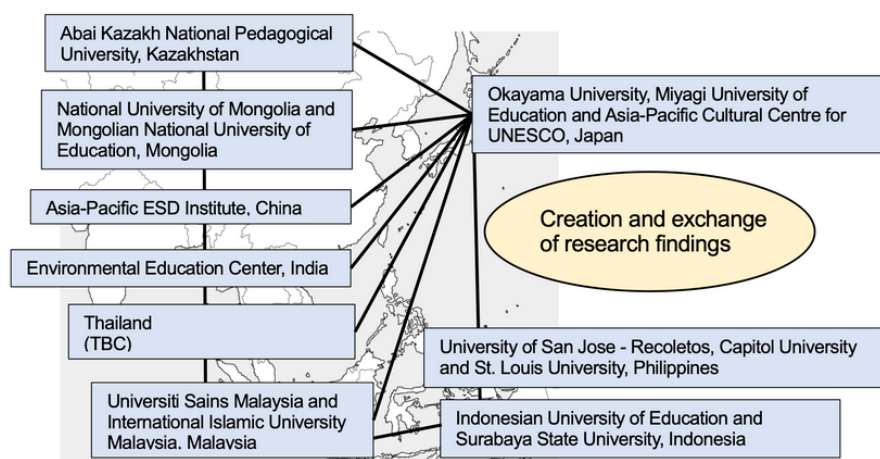 Abai Kazakh National Pedagogical
University, Kazakhstan
National University of Mongolia and
Mongolian National University of
Education, Mongolia
Asia-Pacific ESD Institute, China
Environmental Education Center, India
Thailand
(TBC)
Universiti Sains Malaysia and
International Islamic University
Malaysia, Malaysia
Okayama University, Miyagi University of
Education and Asia-Pacific Cultural Centre for
UNESCO, Japan
Creation and exchange
of research findings
University of San Jose - Recoletos, Capitol University
and St. Louis University, Philippines
Indonesian University of Education and
Surabaya State University, Indonesia